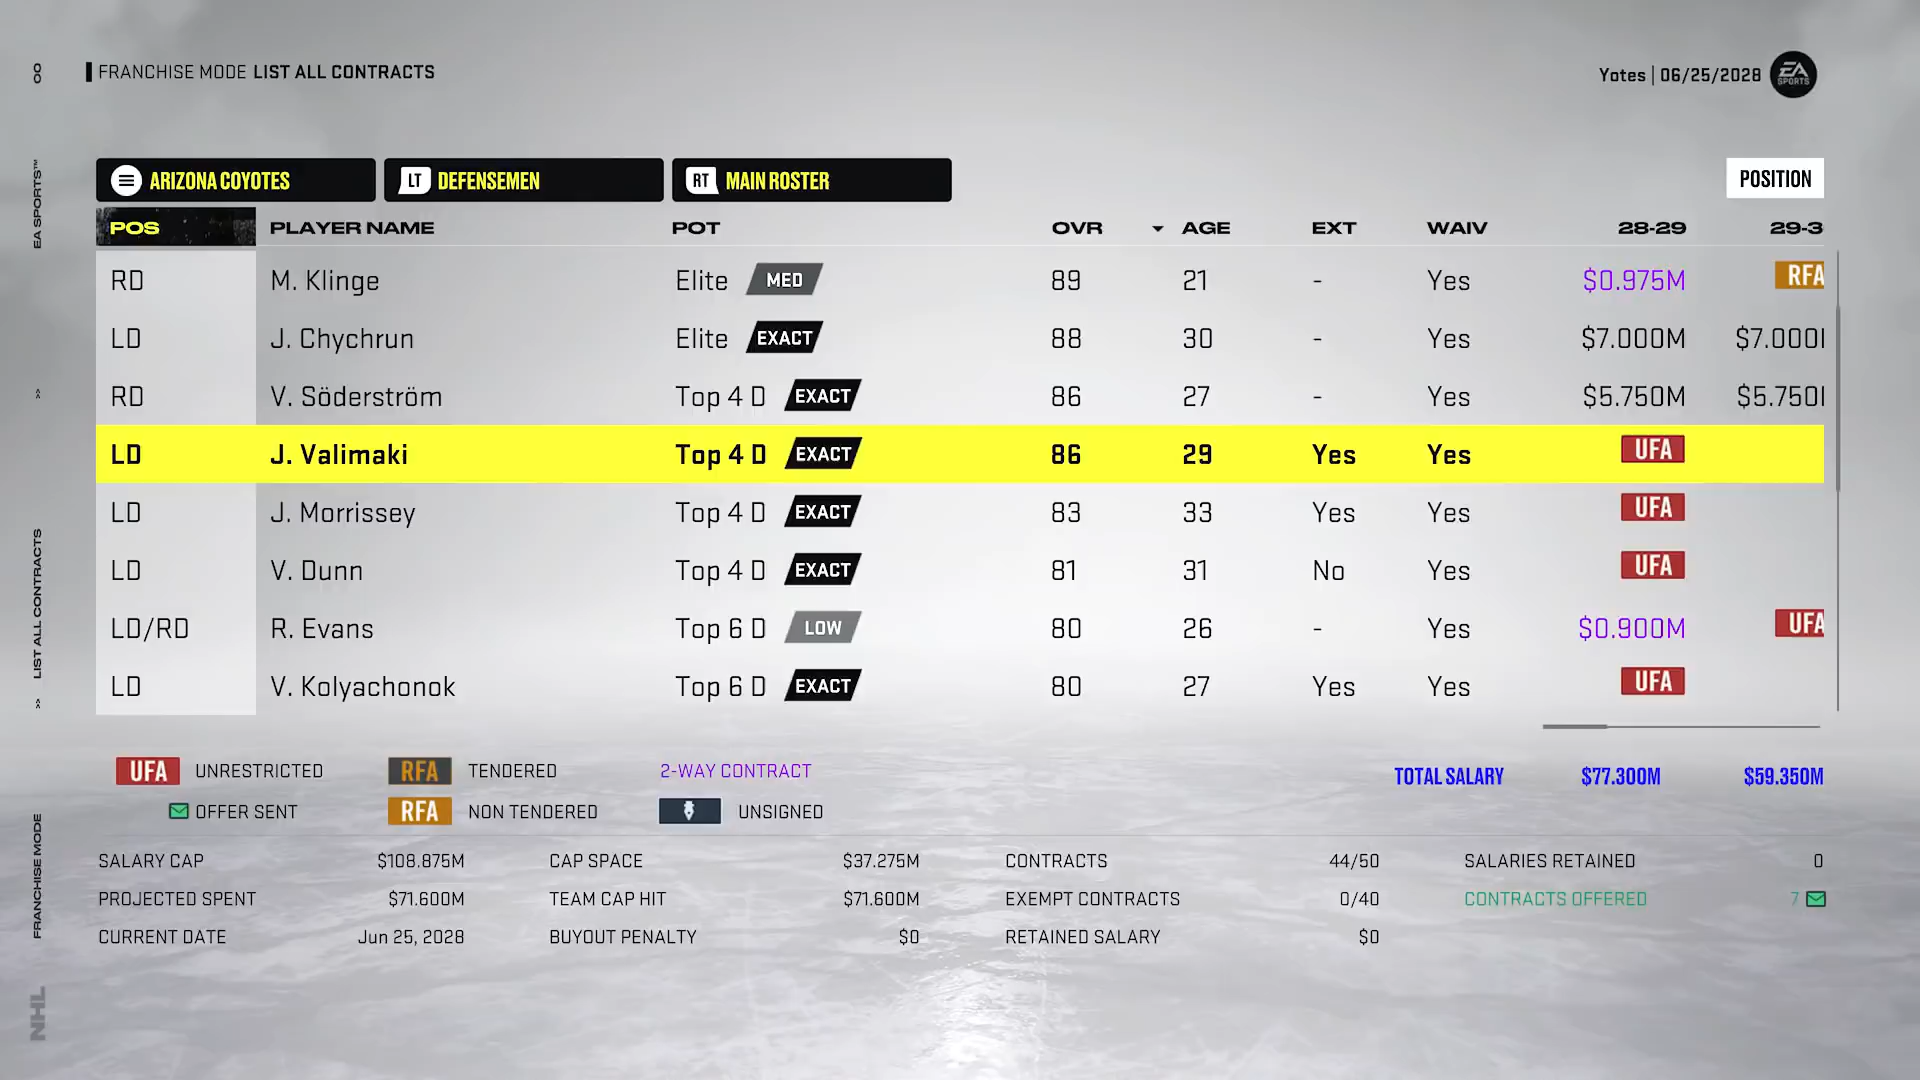 FRANCHISE MODE LIST ALL CONTRACTS
Yotes | 06/25/2028
EA SPORTS
ARIZONA COYOTES
LT DEFENSEMEN
RT MAIN ROSTER
POSITION
POS PLAYER NAME POT OVR AGE EXT WAIV 28-29 29-3
RD M. Klinge Elite MED 89 21 - Yes $0.975M RFA
LD J. Chychrun Elite EXACT 88 30 - Yes $7.000M $7.000
RD V. Söderström Top 4 D EXACT 86 27 - Yes $5.750M $5.750
LD J. Valimaki Top 4 D EXACT 86 29 Yes Yes UFA
LD J. Morrissey Top 4 D EXACT 83 33 Yes Yes UFA
LD V. Dunn Top 4 D EXACT 81 31 No Yes UFA
LD/RD R. Evans Top 6 D LOW 80 26 - Yes $0.900M UFA
LD V. Kolyachonok Top 6 D EXACT 80 27 Yes Yes UFA
UFA UNRESTRICTED RFA TENDERED 2-WAY CONTRACT
TOTAL SALARY $77.300M $59.350M
OFFER SENT RFA NON TENDERED UNSIGNED
SALARY CAP $108.875M CAP SPACE $37.275M CONTRACTS 44/50 SALARIES RETAINED 0
PROJECTED SPENT $71.600M TEAM CAP HIT $71.600M EXEMPT CONTRACTS 0/40 CONTRACTS OFFERED 7
CURRENT DATE Jun 25, 2028 BUYOUT PENALTY $0 RETAINED SALARY $0
EA SPORTS™
LIST ALL CONTRACTS
FRANCHISE MODE
NHL